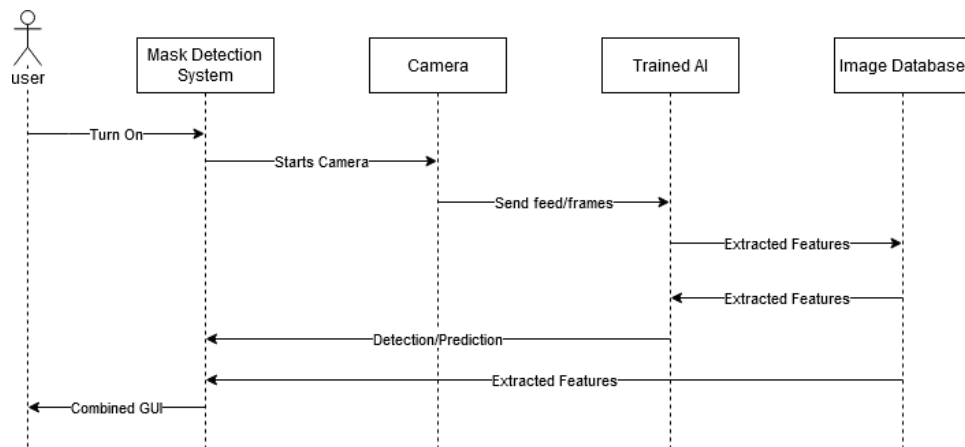 user
Mask Detection
System
Camera
Trained AI
Image Database
Turn On
Starts Camera
Send feed/frames
Extracted Features
Extracted Features
Detection/Prediction
Extracted Features
Combined GUI